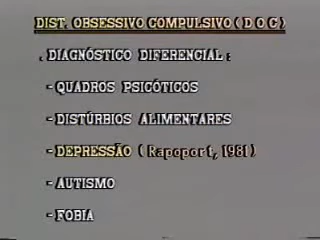 DIST. OBSESSIVO COMPULSIVO ( D O C )
. DIAGNÓSTICO DIFERENCIAL :
- QUADROS PSICÓTICOS
- DISTÚRBIOS ALIMENTARES
- DEPRESSÃO ( Rapoport, 1981 )
- AUTISMO
- FOBIA